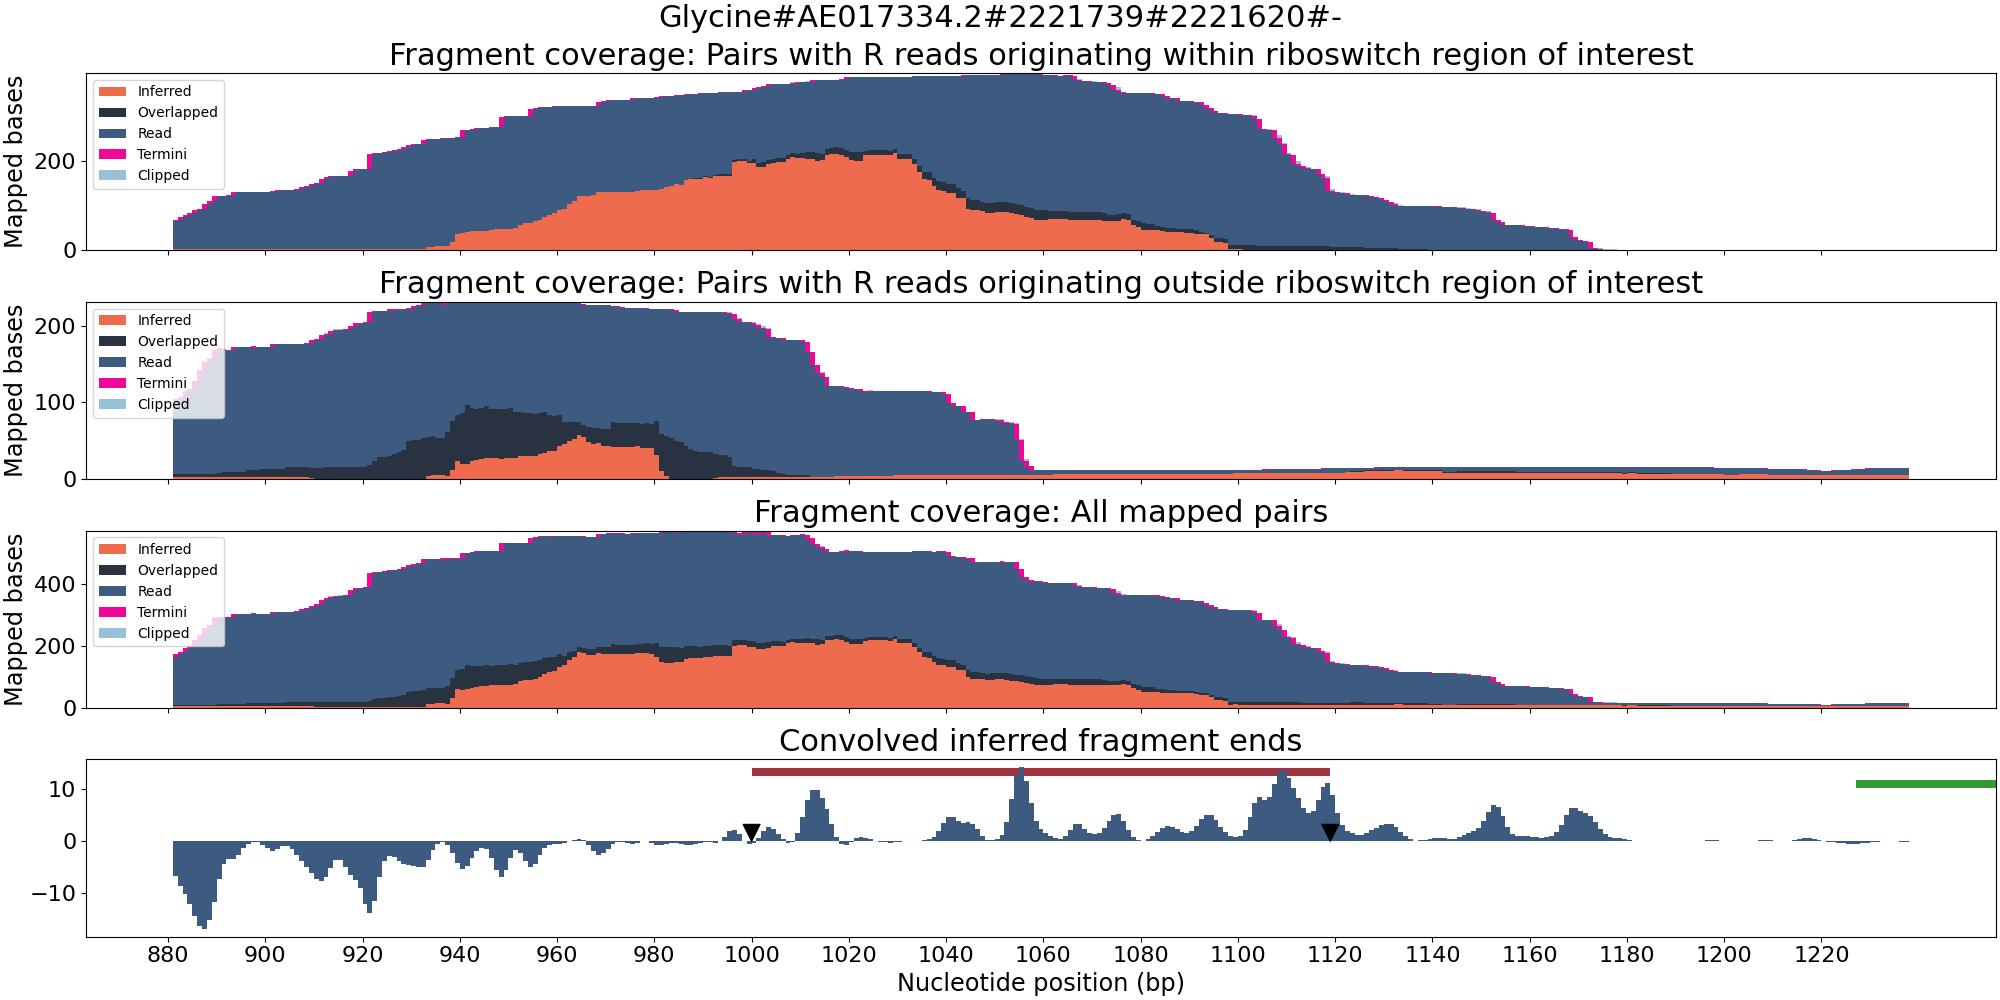 Glycine#AE017334.2#2221739#2221620#-
Fragment coverage: Pairs with R reads originating within riboswitch region of interest
Mapped bases
200
0
Inferred
Overlapped
Read
Termini
Clipped
Fragment coverage: Pairs with R reads originating outside riboswitch region of interest
Mapped bases
200
100
0
Inferred
Overlapped
Read
Termini
Clipped
Fragment coverage: All mapped pairs
Mapped bases
400
200
0
Inferred
Overlapped
Read
Termini
Clipped
Convolved inferred fragment ends
10
0
−10
880 900 920 940 960 980 1000 1020 1040 1060 1080 1100 1120 1140 1160 1180 1200 1220
Nucleotide position (bp)